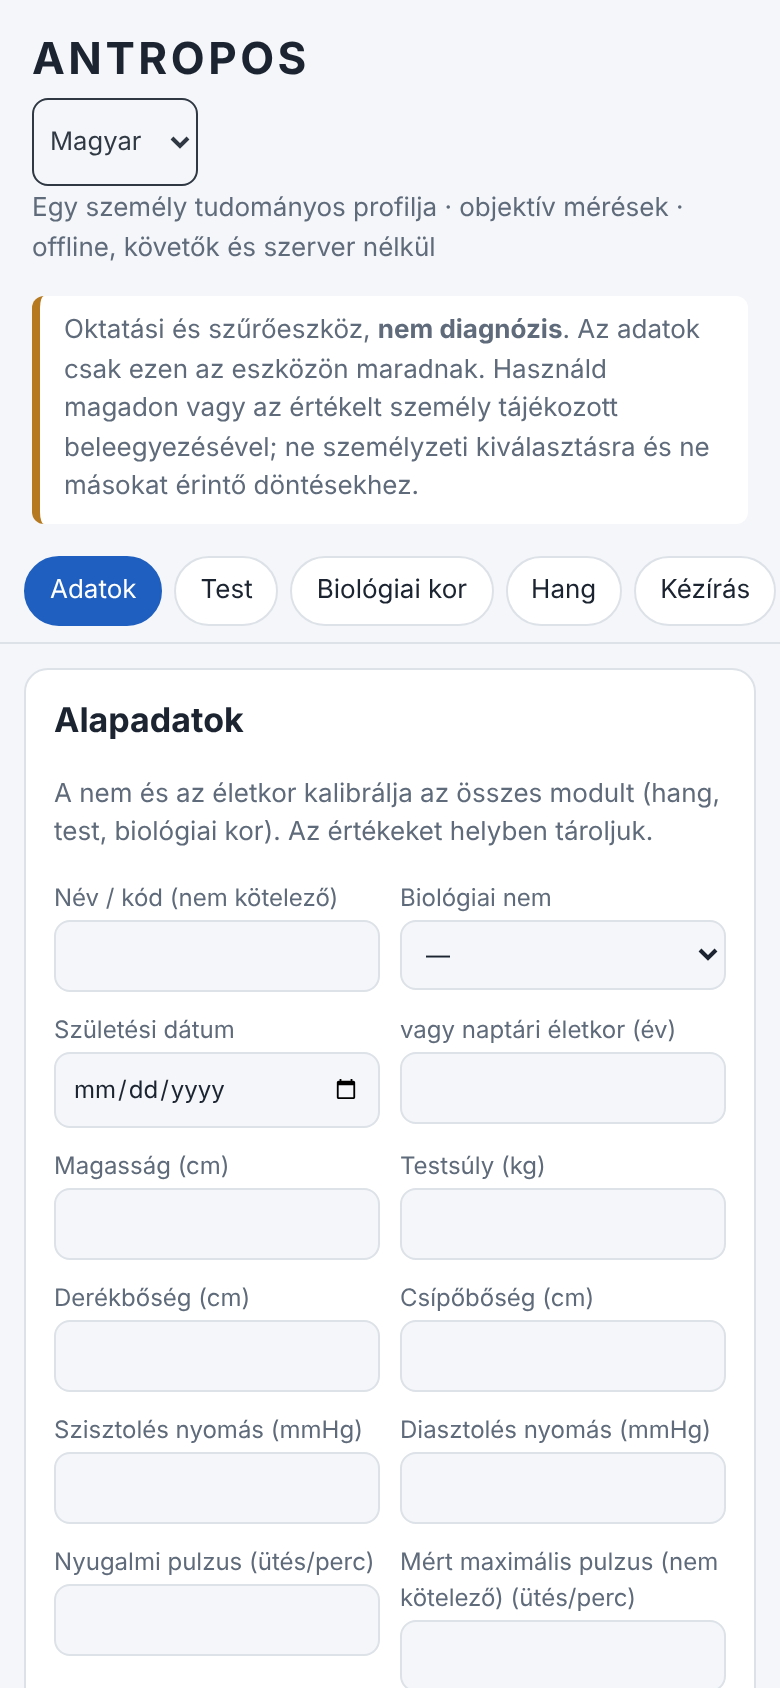 ANTROPOS
Magyar
Egy személy tudományos profilja · objektív mérések ·
offline, követők és szerver nélkül
Oktatási és szűrőeszköz, nem diagnózis. Az adatok
csak ezen az eszközön maradnak. Használd
magadon vagy az értékelt személy tájékozott
beleegyezésével; ne személyzeti kiválasztásra és ne
másokat érintő döntésekhez.
Adatok Test Biológiai kor Hang Kézírás
Alapadatok
A nem és az életkor kalibrálja az összes modult (hang,
test, biológiai kor). Az értékeket helyben tároljuk.
Név / kód (nem kötelező) Biológiai nem
—
Születési dátum vagy naptári életkor (év)
mm/dd/yyyy
Magasság (cm) Testsúly (kg)
Derékbőség (cm) Csípőbőség (cm)
Szisztolés nyomás (mmHg) Diasztolés nyomás (mmHg)
Nyugalmi pulzus (ütés/perc) Mért maximális pulzus (nem
kötelező) (ütés/perc)